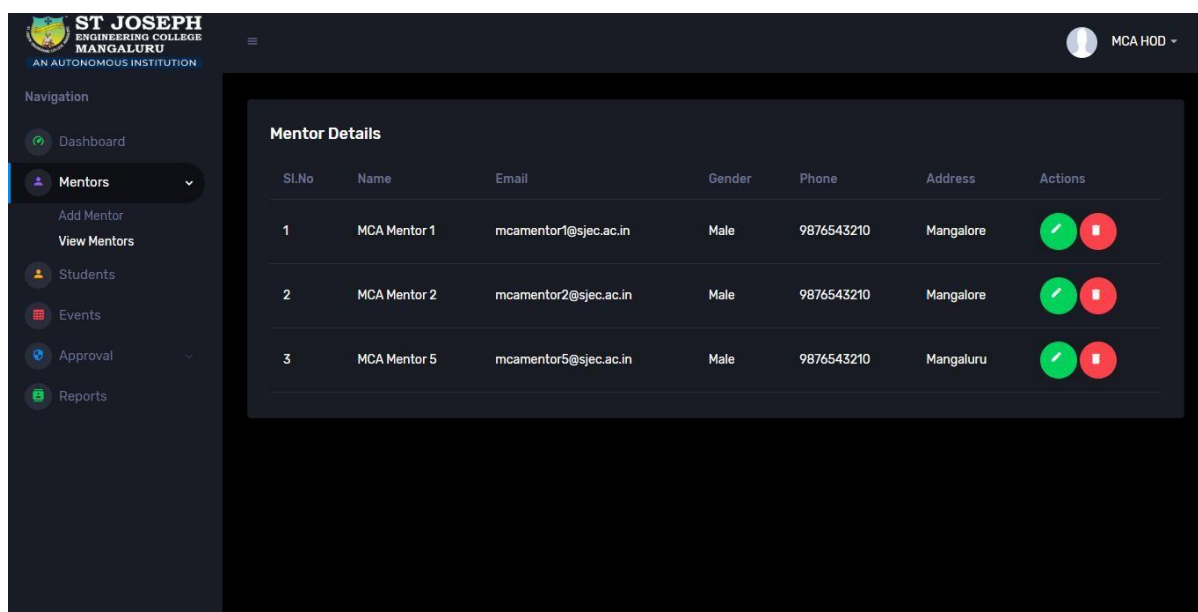 ST JOSEPH
ENGINEERING COLLEGE
MANGALURU
AN AUTONOMOUS INSTITUTION
MCA HOD
Navigation
Dashboard
Mentors
Add Mentor
View Mentors
Students
Events
Approval
Reports
Mentor Details
Sl.No Name Email Gender Phone Address Actions
1 MCA Mentor 1 mcamentor1@sjec.ac.in Male 9876543210 Mangalore
2 MCA Mentor 2 mcamentor2@sjec.ac.in Male 9876543210 Mangalore
3 MCA Mentor 5 mcamentor5@sjec.ac.in Male 9876543210 Mangaluru